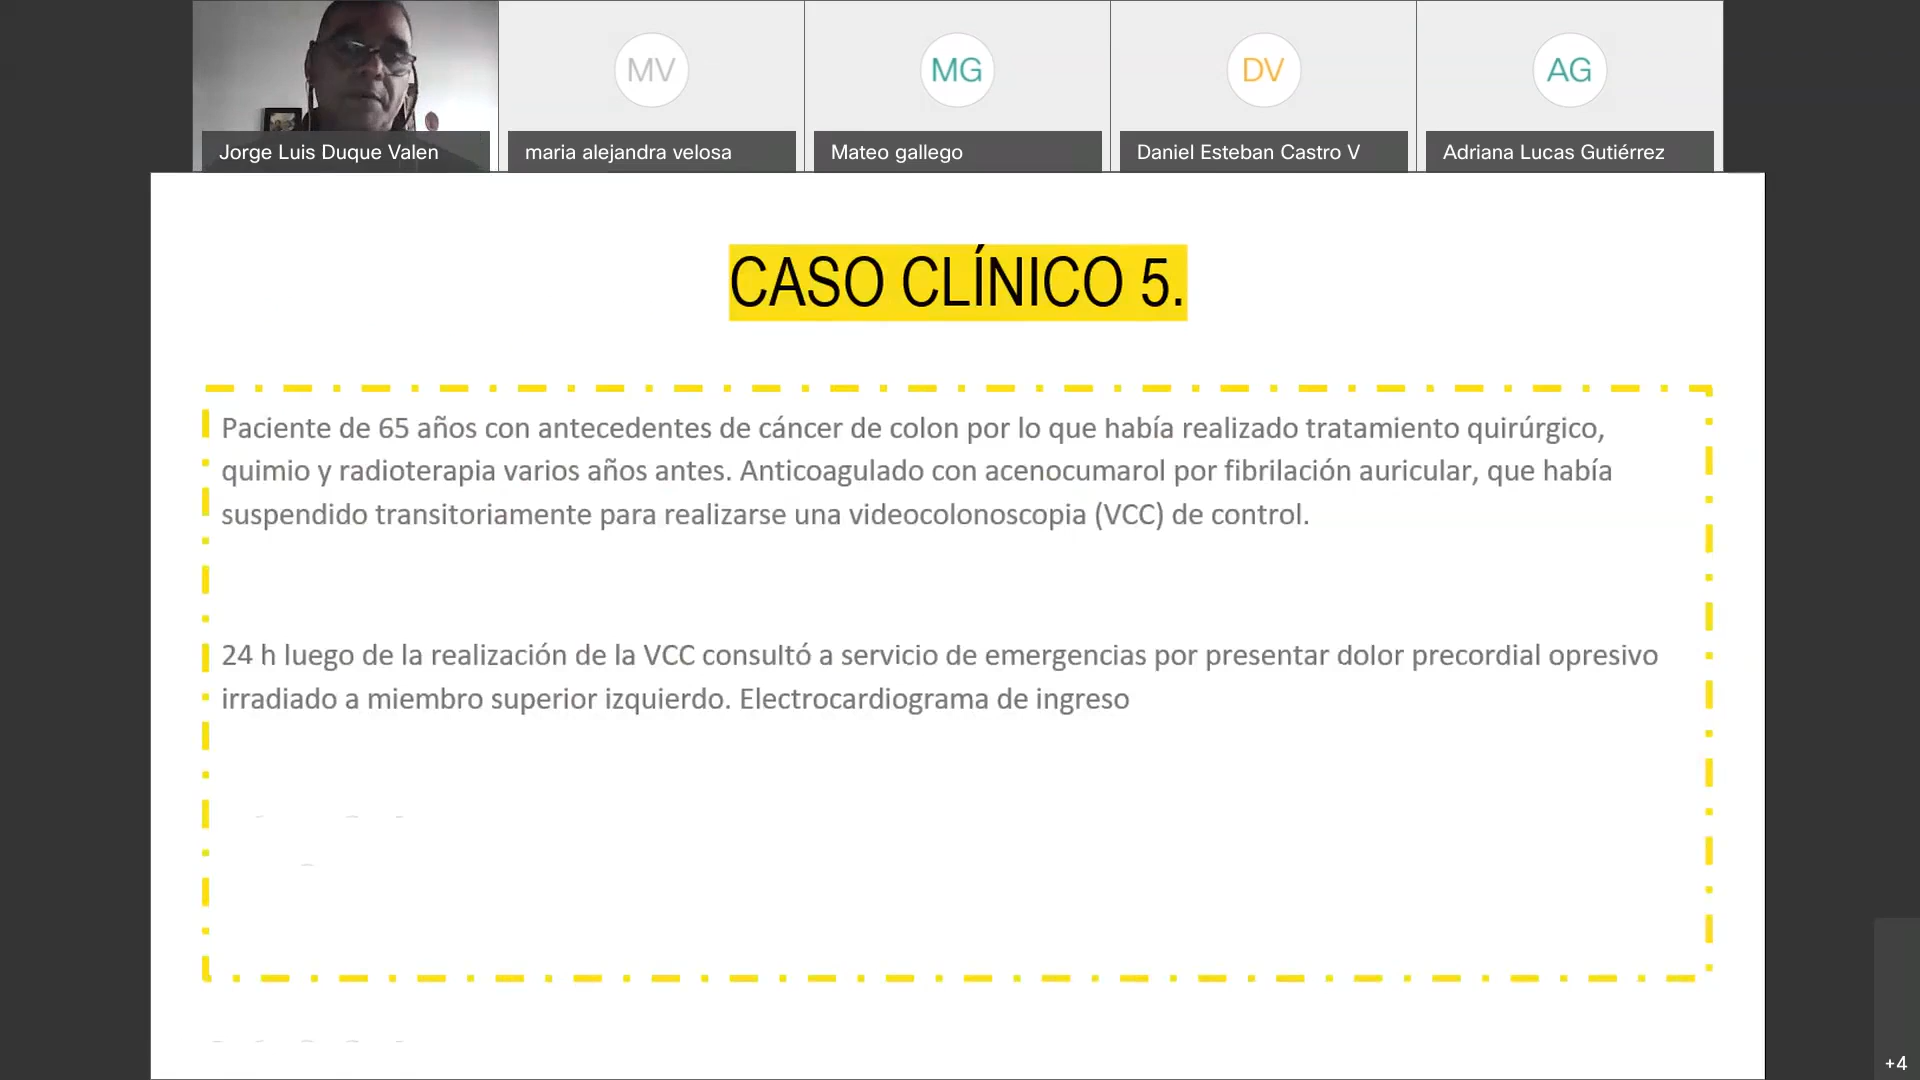 MV
MG
DV
AG
Jorge Luis Duque Valen
maria alejandra velosa
Mateo gallego
Daniel Esteban Castro V
Adriana Lucas Gutiérrez
CASO CLÍNICO 5.
Paciente de 65 años con antecedentes de cáncer de colon por lo que había realizado tratamiento quirúrgico,
quimio y radioterapia varios años antes. Anticoagulado con acenocumarol por fibrilación auricular, que había
suspendido transitoriamente para realizarse una videocolonoscopia (VCC) de control.
24 h luego de la realización de la VCC consultó a servicio de emergencias por presentar dolor precordial opresivo
irradiado a miembro superior izquierdo. Electrocardiograma de ingreso
+4